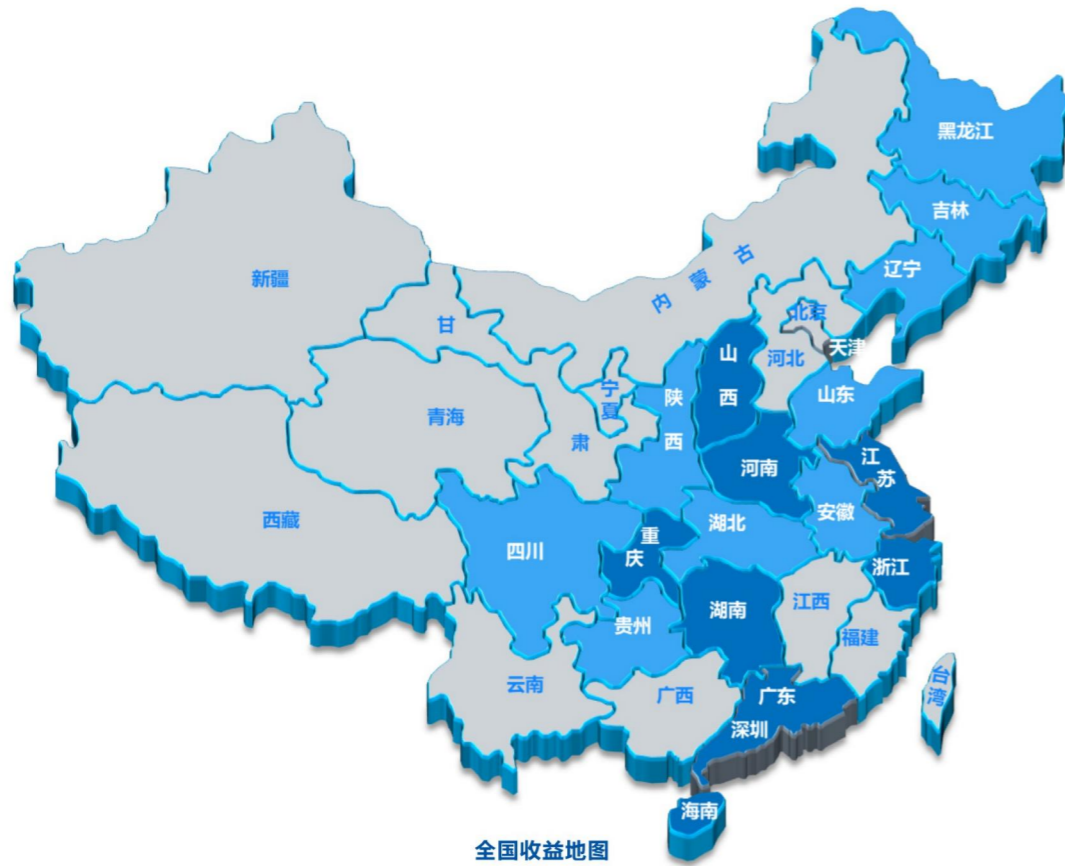 黑龙江
吉林
辽宁
内蒙古
新疆
甘肃
北京
天津
河北
山西
宁夏
陕西
山东
青海
河南
江苏
西藏
四川
重庆
湖北
安徽
浙江
湖南
江西
贵州
福建
云南
广西
广东
深圳
台湾
海南
全国收益地图